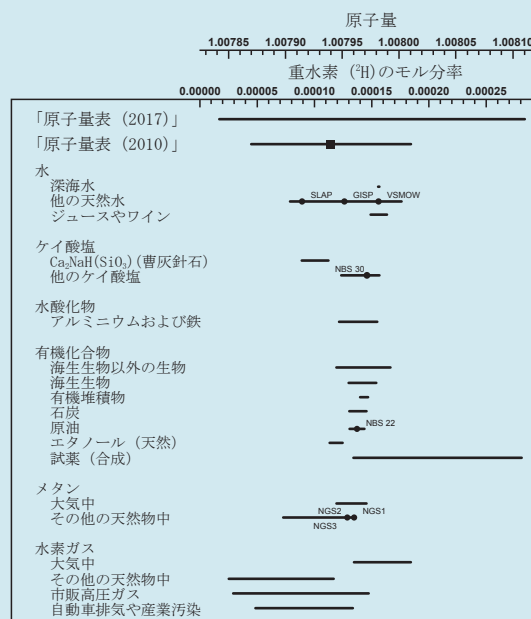 原子量
1.00785 1.00790 1.00795 1.00800 1.00805 1.00810
重水素 (²H)のモル分率
0.00000 0.00005 0.00010 0.00015 0.00020 0.00025
「原子量表 (2017)」
「原子量表 (2010)」
水
深海水
他の天然水 SLAP GISP VSMOW
ジュースやワイン
ケイ酸塩
Ca₂NaH(SiO₃)(曹灰針石)
他のケイ酸塩 NBS 30
水酸化物
アルミニウムおよび鉄
有機化合物
海生生物以外の生物
海生生物
有機堆積物
石炭
原油 NBS 22
エタノール (天然)
試薬 (合成)
メタン
大気中
その他の天然物中 NGS2 NGS1
NGS3
水素ガス
大気中
その他の天然物中
市販高圧ガス
自動車排気や産業汚染